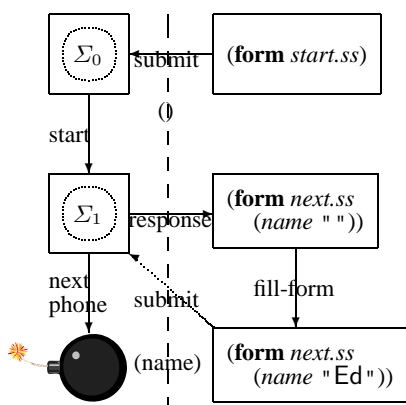 Σ0
submit
(form start.ss)
()
start
Σ1
response
(form next.ss
(name " "))
next
phone
submit
fill-form
(name)
(form next.ss
(name "Ed"))